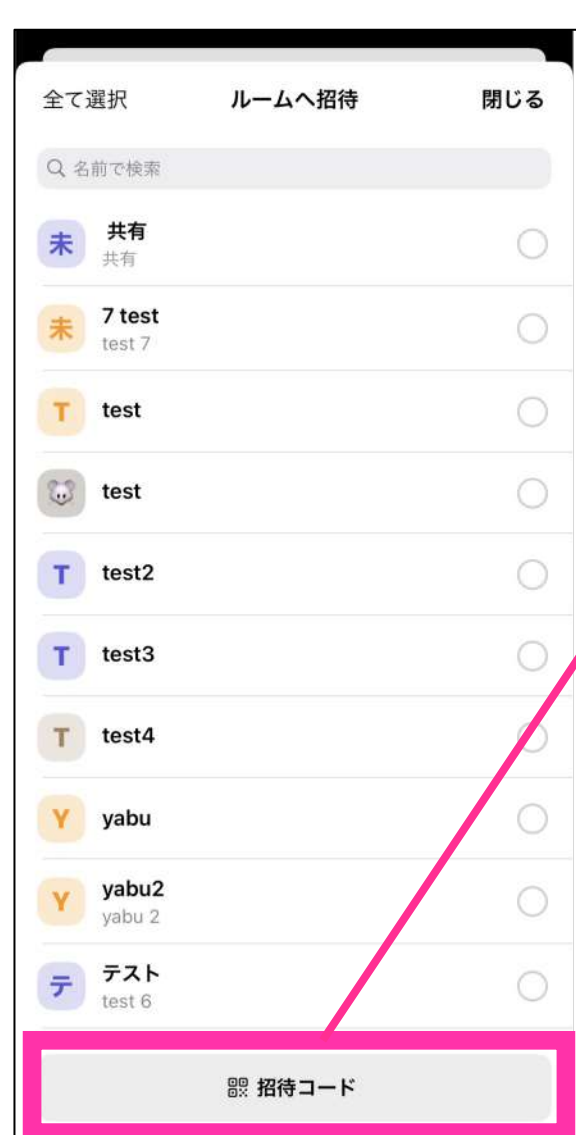 全て選択 ルームへ招待 閉じる
名前で検索
未 共有
共有
未 7 test
test 7
T test
test
T test2
T test3
T test4
Y yabu
Y yabu2
yabu 2
テ テスト
test 6
招待コード